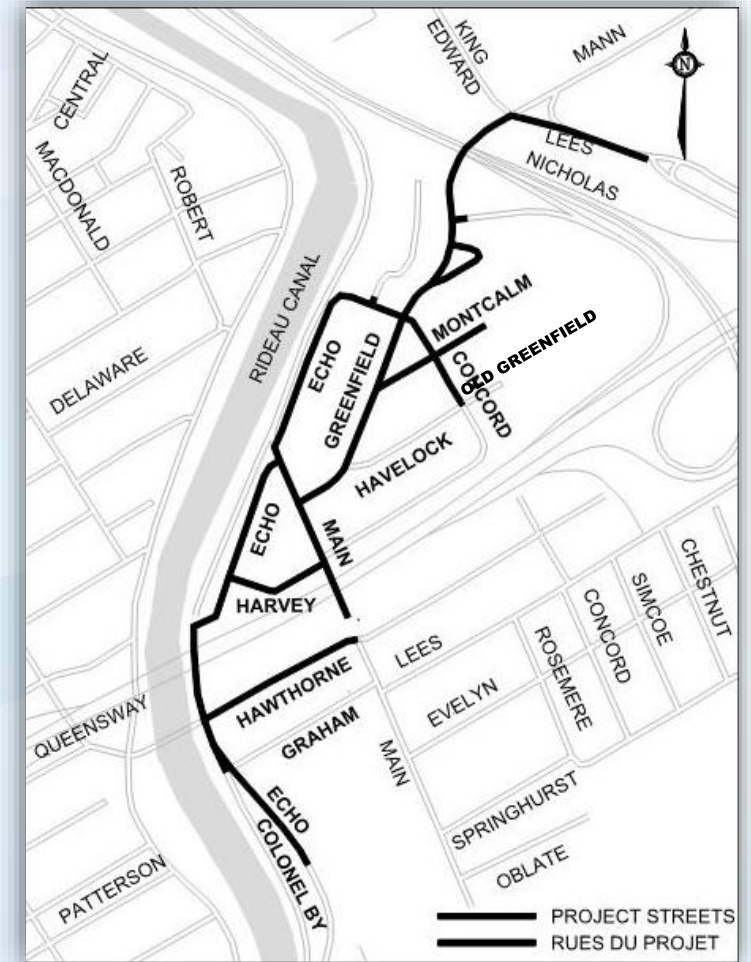 KING
EDWARD
MANN
N
CENTRAL
LEES
NICHOLAS
MACDONALD
ROBERT
RIDEAU CANAL
MONTCALM
OLD GREENFIELD
ECHO
GREENFIELD
CONCORD
DELAWARE
HAVELOCK
ECHO
MAIN
HARVEY
CHESTNUT
SIMCOE
CONCORD
ROSEMERE
LEES
HAWTHORNE
EVELYN
GRAHAM
QUEENSWAY
MAIN
ECHO
COLONEL BY
SPRINGHURST
OBLATE
PATTERSON
PROJECT STREETS
RUES DU PROJET